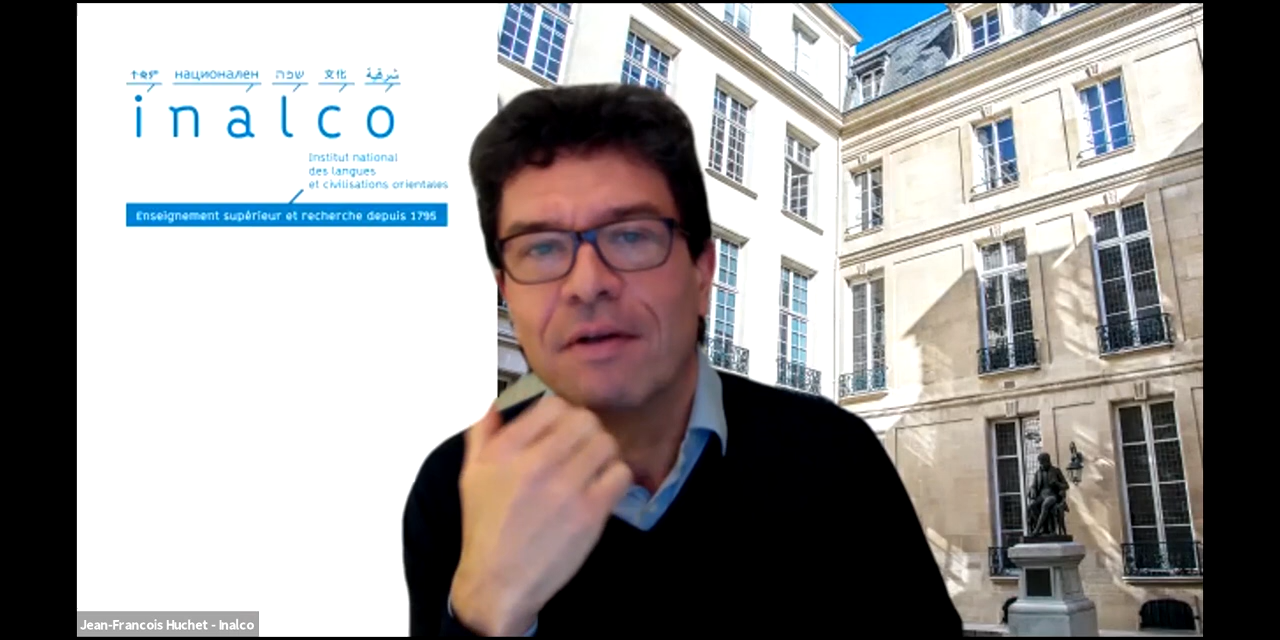 национален שפה 文化 شرقية
inalco
Institut national
des langues
et civilisations orientales
Enseignement supérieur et recherche depuis 1795
Jean-Francois Huchet - Inalco